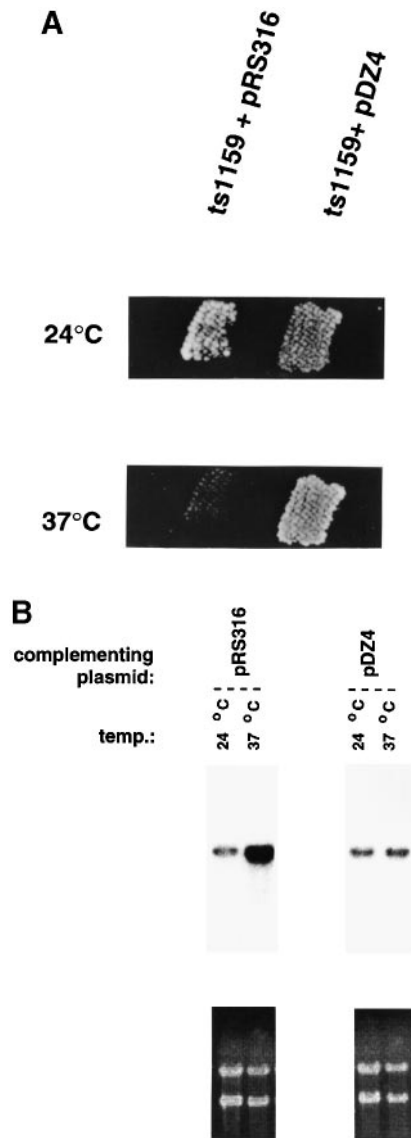 A
ts1159 + pRS316
ts1159+ pDZ4
24°C
37°C
B
complementing
plasmid:
pRS316
pDZ4
temp.:
24 °C
37 °C
24 °C
37 °C